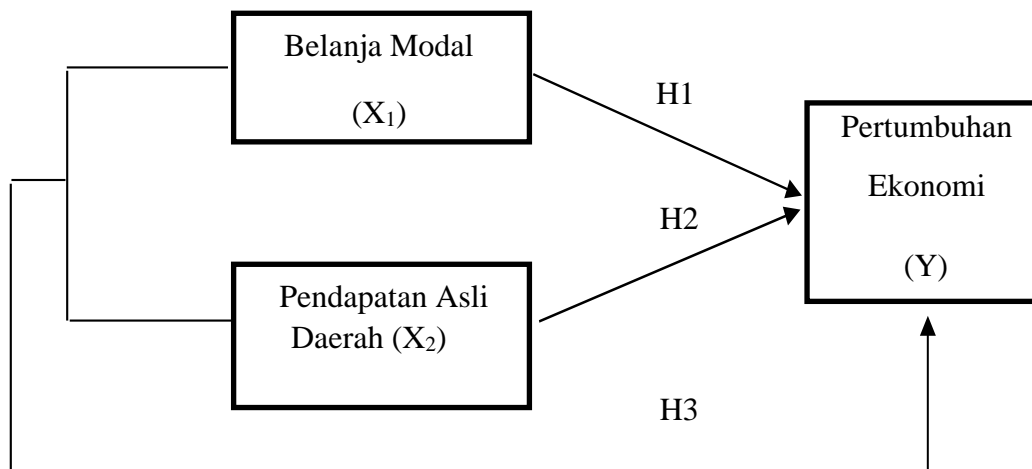 Belanja Modal
(X₁)
H1
Pertumbuhan
Ekonomi
(Y)
H2
Pendapatan Asli
Daerah (X₂)
H3